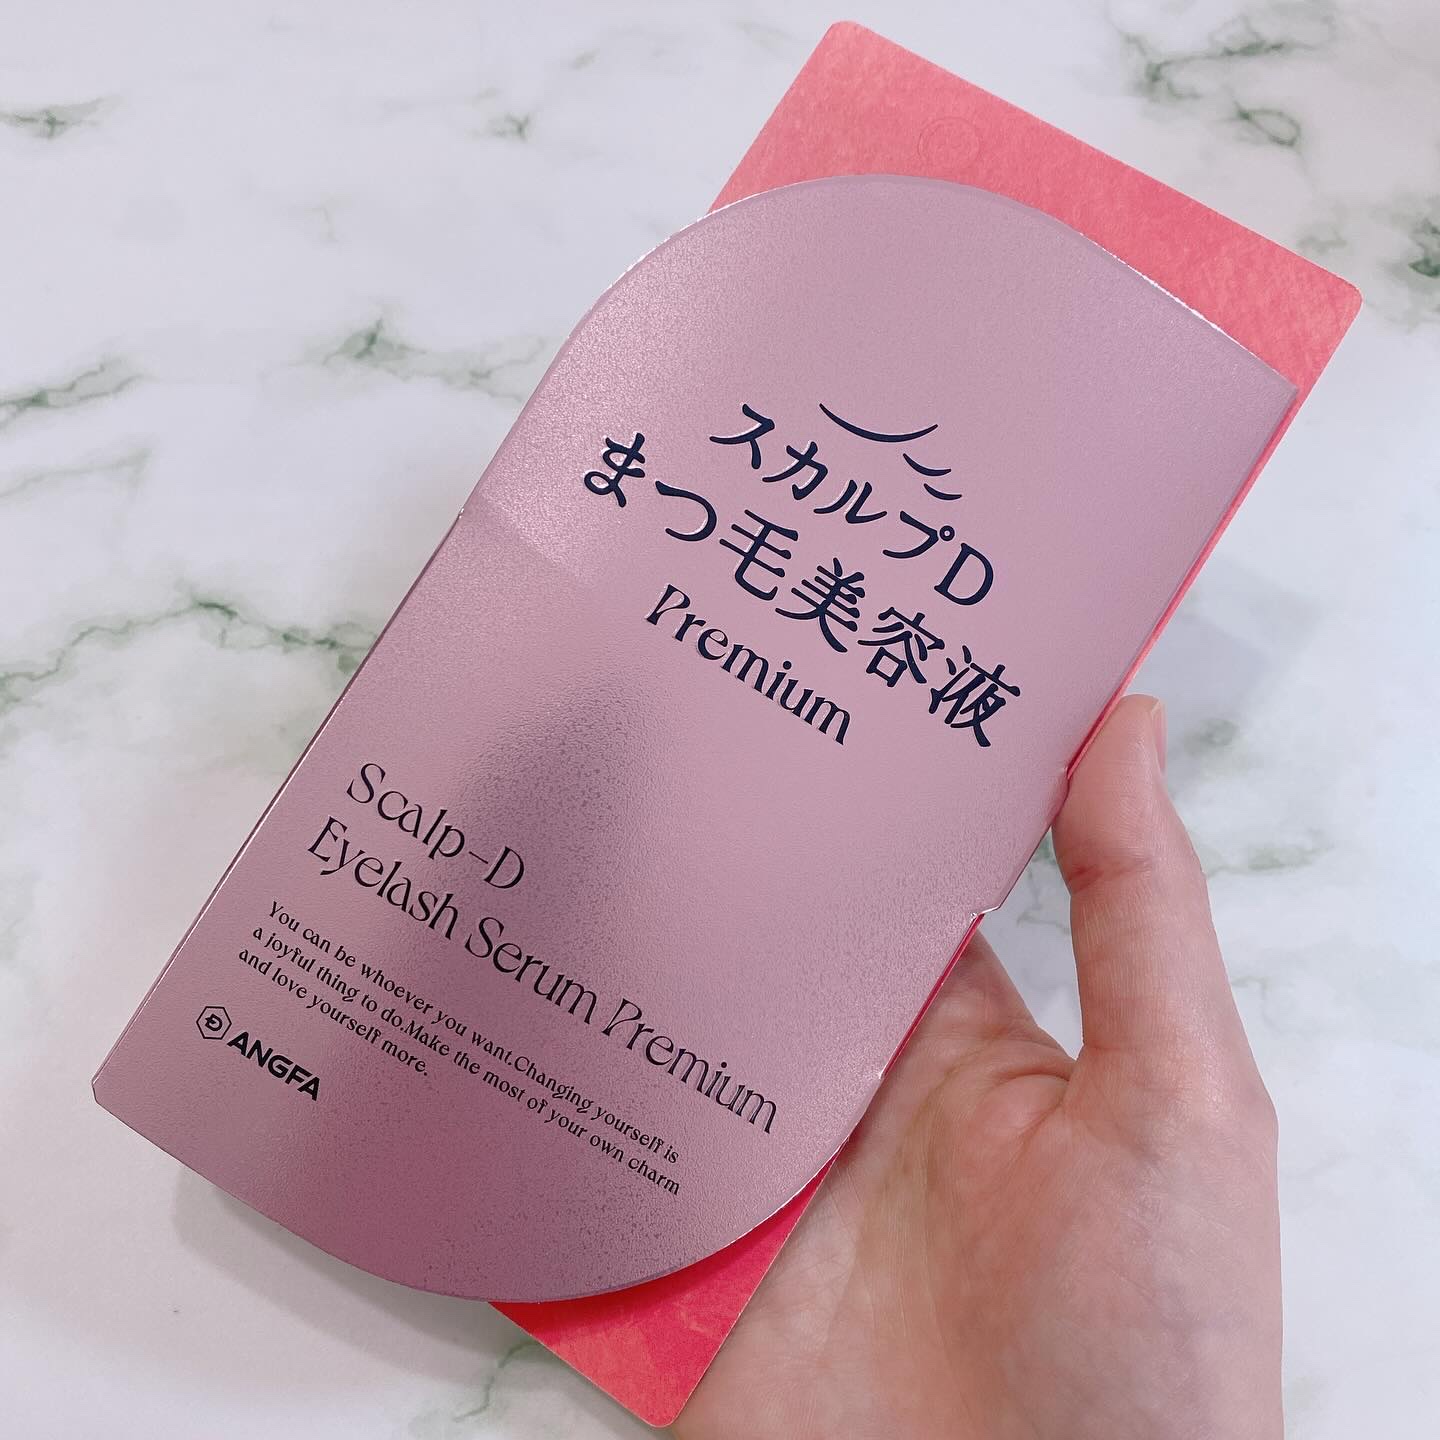 スカルプD
まつ毛美容液
Premium
Scalp-D
Eyelash Serum Premium
You can be whoever you want.Changing yourself is
a joyful thing to do.Make the most of your own charm
and love yourself more.
ANGFA